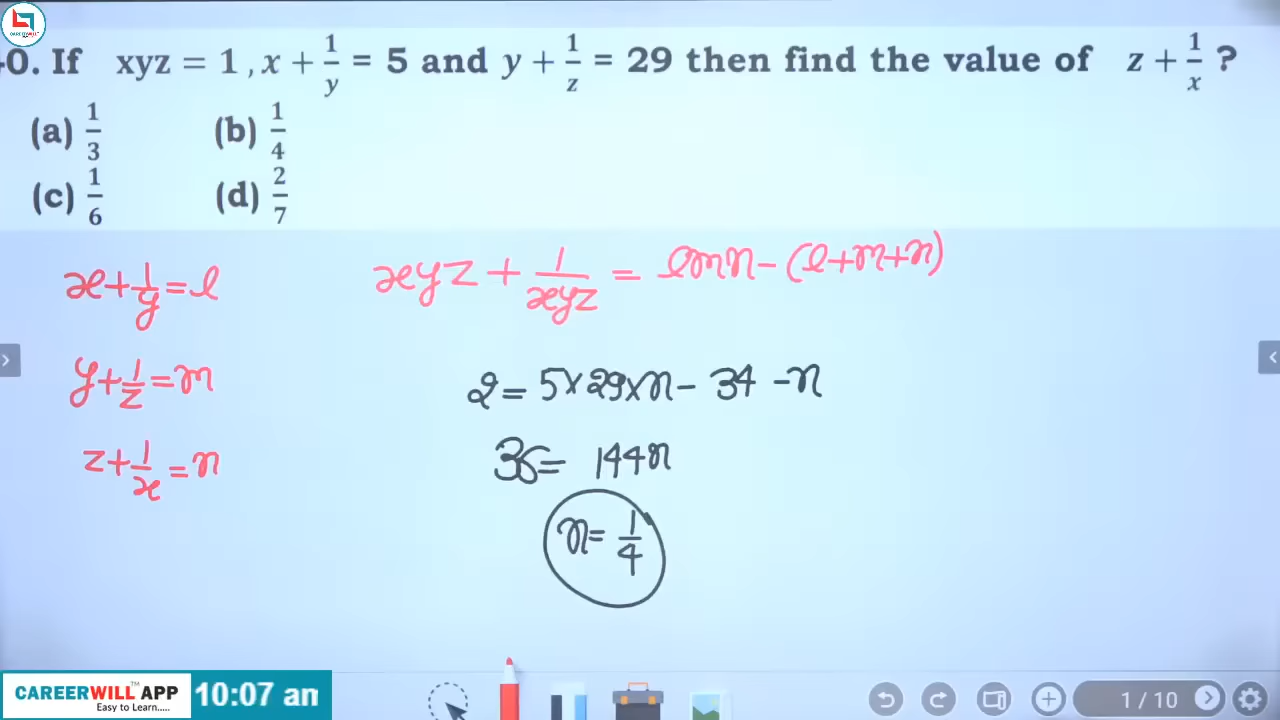 CAREERWILL
0. If xyz = 1 , x + 1/y = 5 and y + 1/z = 29 then find the value of z + 1/x ?
(a) 1/3 (b) 1/4
(c) 1/6 (d) 2/7
x + 1/y = l
y + 1/z = m
z + 1/x = n
xyz + 1/xyz = lmn - (l+m+n)
2 = 5×29×n - 34 - n
36 = 144n
n = 1/4
CAREERWILL™ APP
Easy to Learn.....
10:07 am
1 / 10